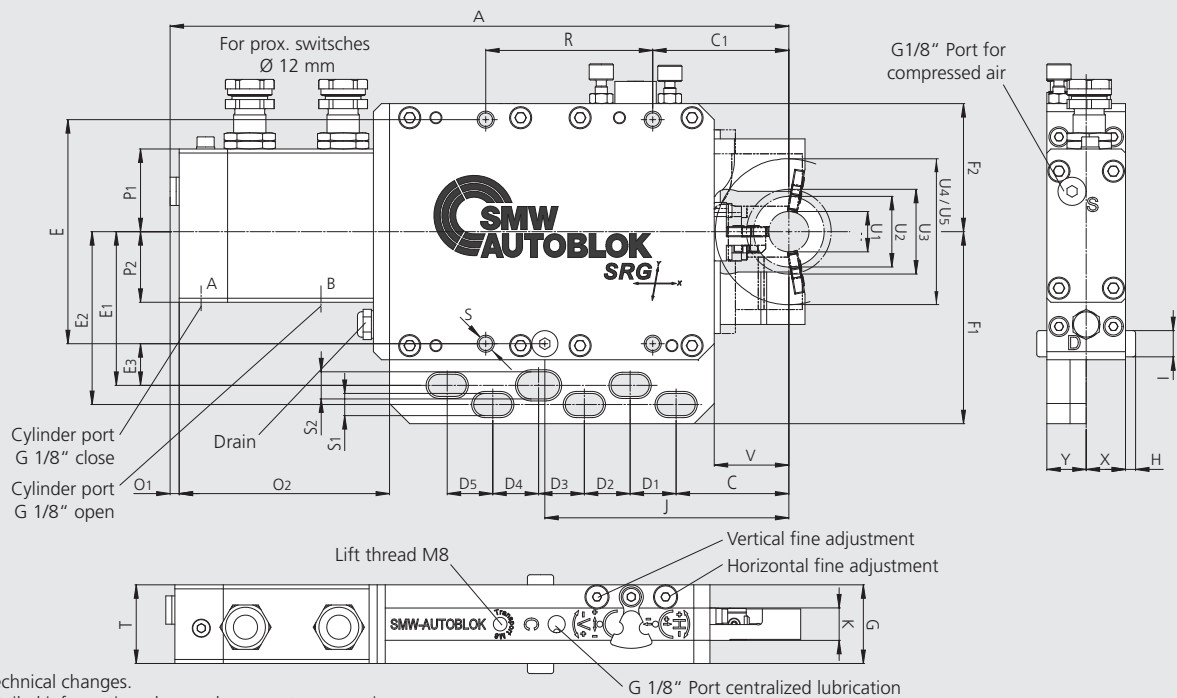 A
For prox. switsches
Ø 12 mm
R
C1
G1/8“ Port for
compressed air
E
P1
P2
E2
E1
E3
A
B
SMW
AUTOBLOK
SRG
Y
x
S
U1
U2
U3
U4 / U5
F2
F1
S
D
I
Cylinder port
G 1/8“ close
Cylinder port
G 1/8“ open
Drain
S2
S1
V
O1
O2
D5
D4
D3
D2
D1
C
J
Y
X
H
Lift thread M8
Vertical fine adjustment
Horizontal fine adjustment
T
SMW-AUTOBLOK
Transport
M8
C
V
H
K
G
G 1/8“ Port centralized lubrication
echnical changes.